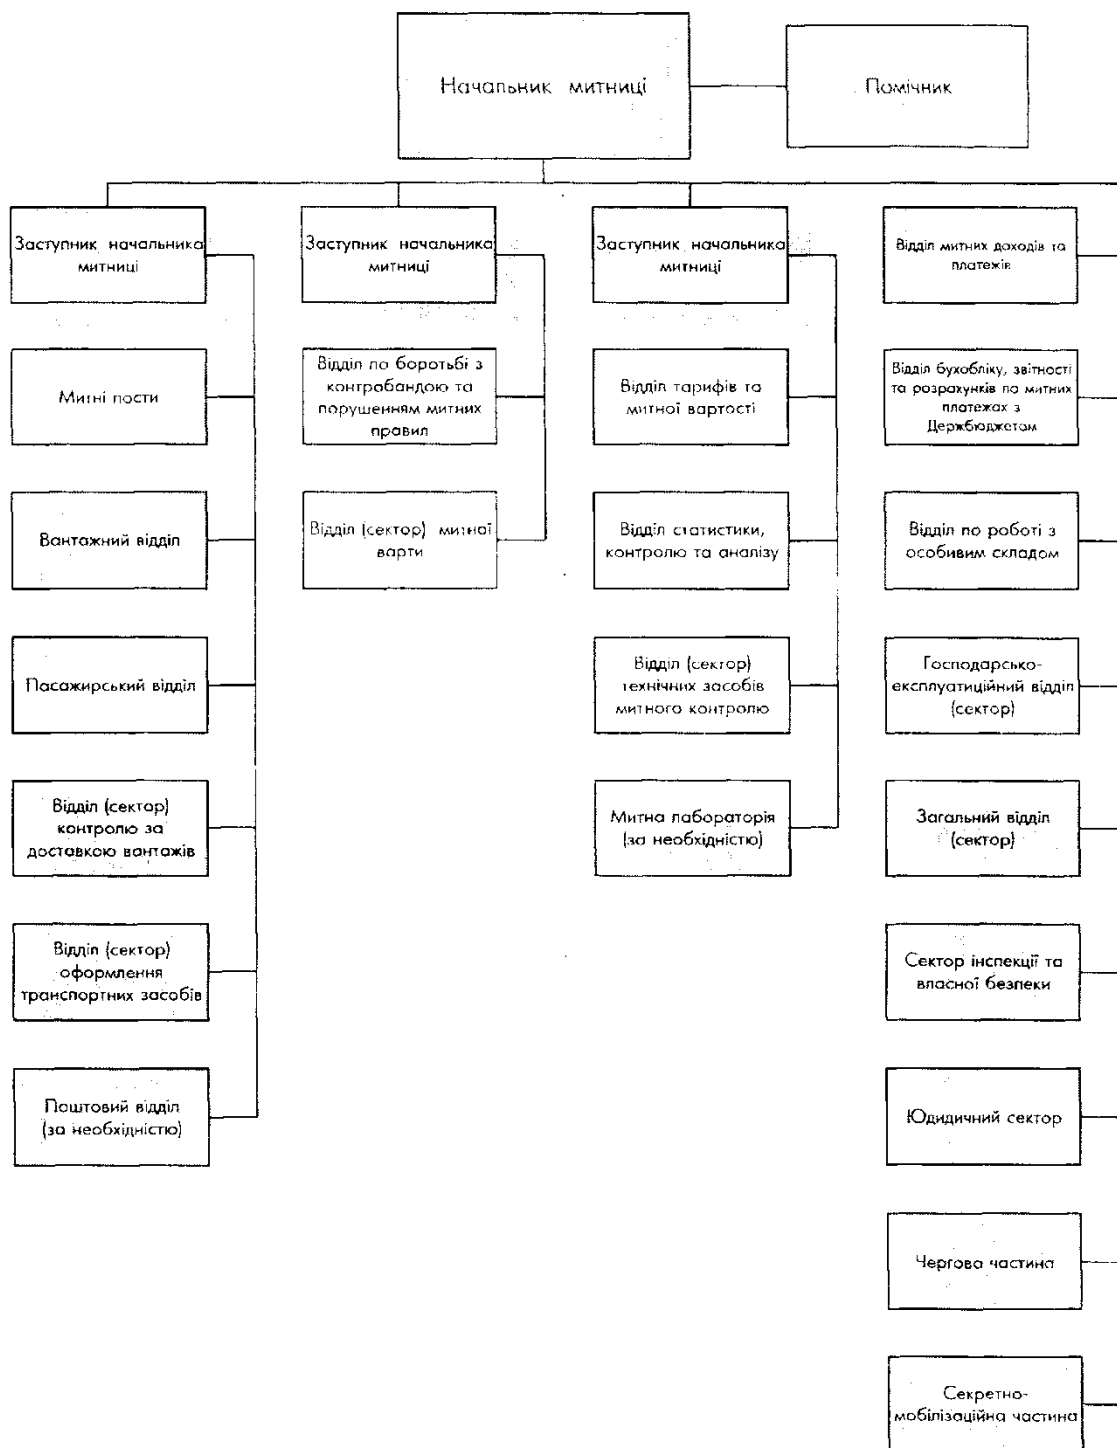 Начальник митниці
Помічник
Заступник начальника
митниці
Митні пости
Вантажний відділ
Пасажирський відділ
Відділ (сектор)
контролю за
доставкою вантажів
Відділ (сектор)
оформлення
транспортних засобів
Поштовий відділ
(за необхідністю)
Заступник начальника
митниці
Відділ по боротьбі з
контрабандою та
порушенням митних
правил
Відділ (сектор) митної
варти
Заступник начальника
митниці
Відділ тарифів та
митної вартості
Відділ статистики,
контролю та аналізу
Відділ (сектор)
технічних засобів
митного контролю
Митна лабораторія
(за необхідністю)
Відділ митних доходів та
платежів
Відділ бухобліку, звітності
та розрахунків по митних
платежах з
Держбюджетом
Відділ по роботі з
особивим складом
Господарсько-
експлуатиційний відділ
(сектор)
Загальний відділ
(сектор)
Сектор інспекції та
власної безпеки
Юдидичний сектор
Чергова частина
Секретно-
мобілізаційна частина